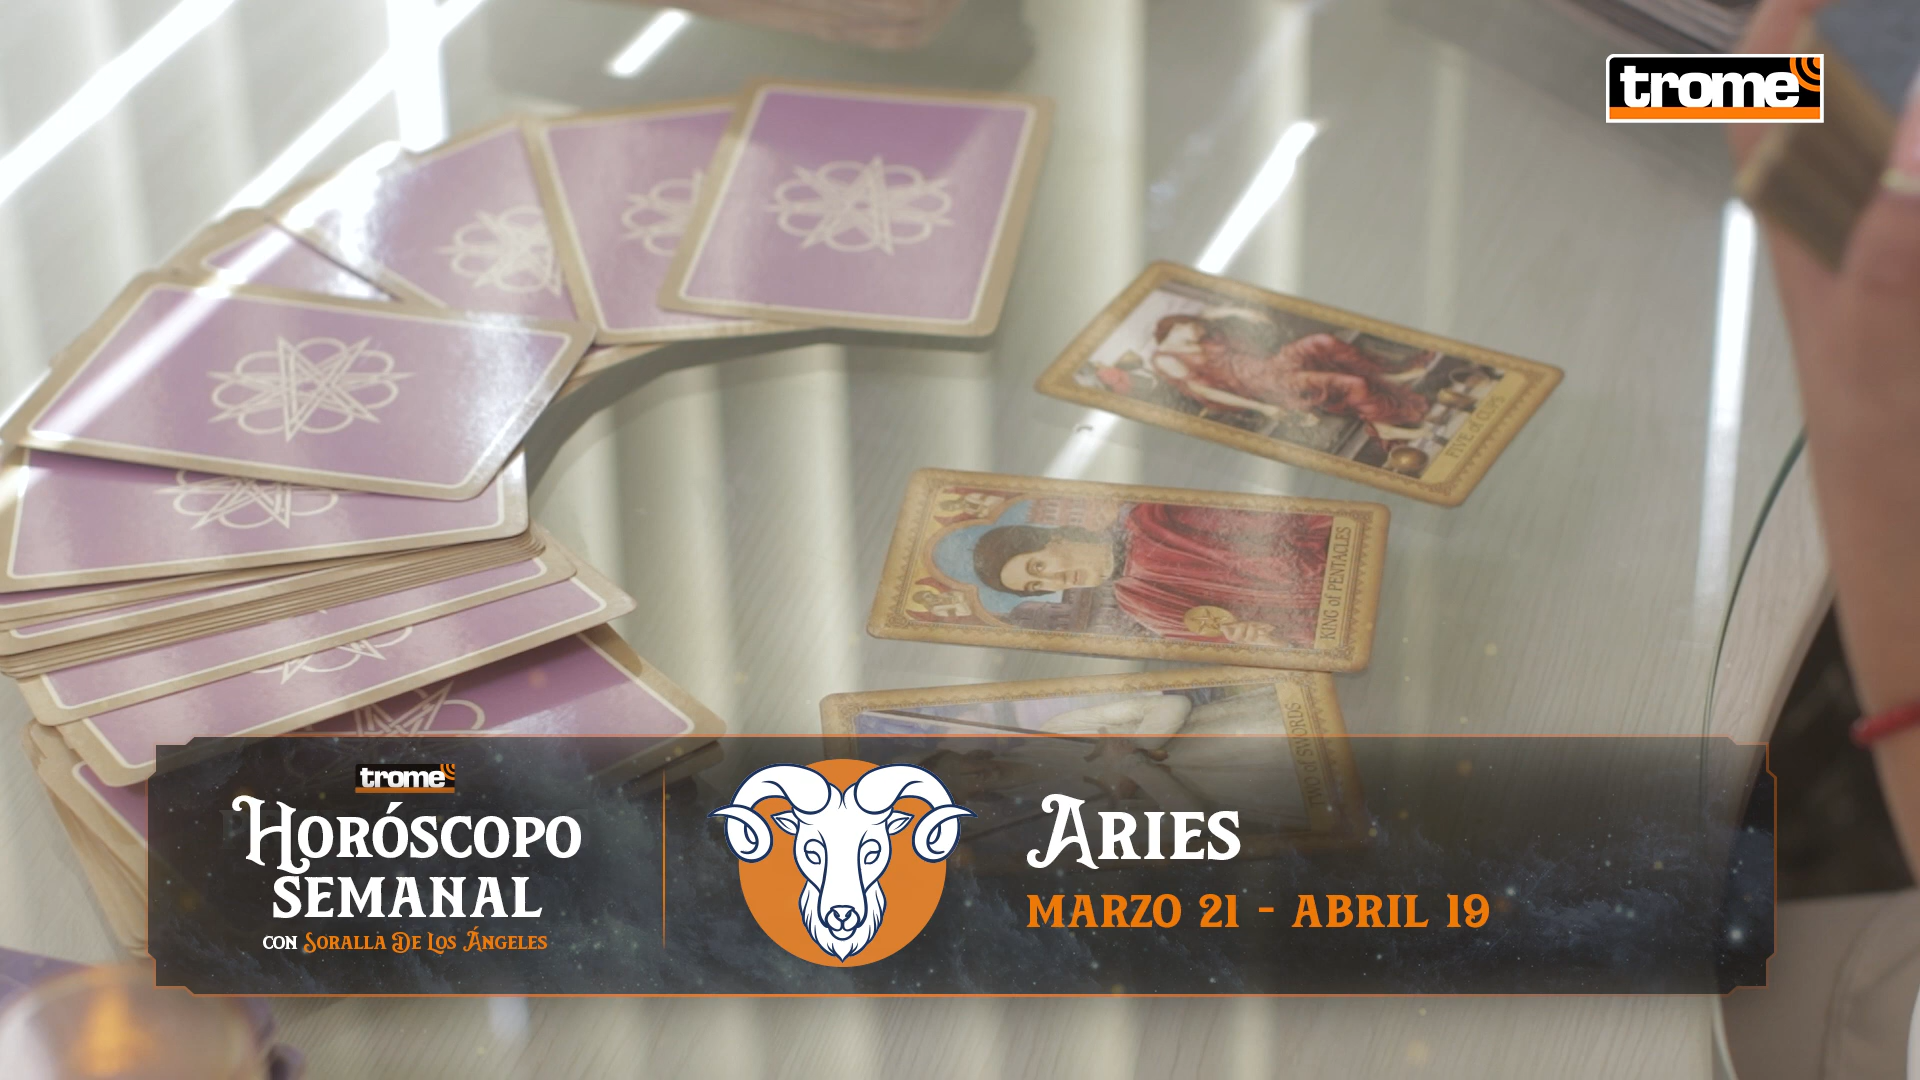 trome
FIVE of CUPS
KING of PENTACLES
TWO of SWORDS
trome
HORÓSCOPO
SEMANAL
CON SORALLA DE LOS ÁNGELES
ARIES
MARZO 21 - ABRIL 19